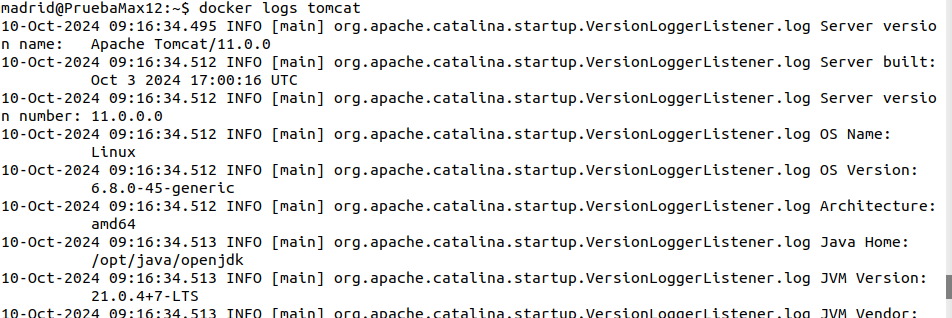 madrid@PruebaMax12:~$ docker logs tomcat
10-Oct-2024 09:16:34.495 INFO [main] org.apache.catalina.startup.VersionLoggerListener.log Server versio
n name:   Apache Tomcat/11.0.0
10-Oct-2024 09:16:34.512 INFO [main] org.apache.catalina.startup.VersionLoggerListener.log Server built:
          Oct 3 2024 17:00:16 UTC
10-Oct-2024 09:16:34.512 INFO [main] org.apache.catalina.startup.VersionLoggerListener.log Server versio
n number: 11.0.0.0
10-Oct-2024 09:16:34.512 INFO [main] org.apache.catalina.startup.VersionLoggerListener.log OS Name:
          Linux
10-Oct-2024 09:16:34.512 INFO [main] org.apache.catalina.startup.VersionLoggerListener.log OS Version:
          6.8.0-45-generic
10-Oct-2024 09:16:34.512 INFO [main] org.apache.catalina.startup.VersionLoggerListener.log Architecture:
          amd64
10-Oct-2024 09:16:34.513 INFO [main] org.apache.catalina.startup.VersionLoggerListener.log Java Home:
          /opt/java/openjdk
10-Oct-2024 09:16:34.513 INFO [main] org.apache.catalina.startup.VersionLoggerListener.log JVM Version:
          21.0.4+7-LTS
10-Oct-2024 09:16:34.513 INFO [main] org.apache.catalina.startup.VersionLoggerListener.log JVM Vendor: